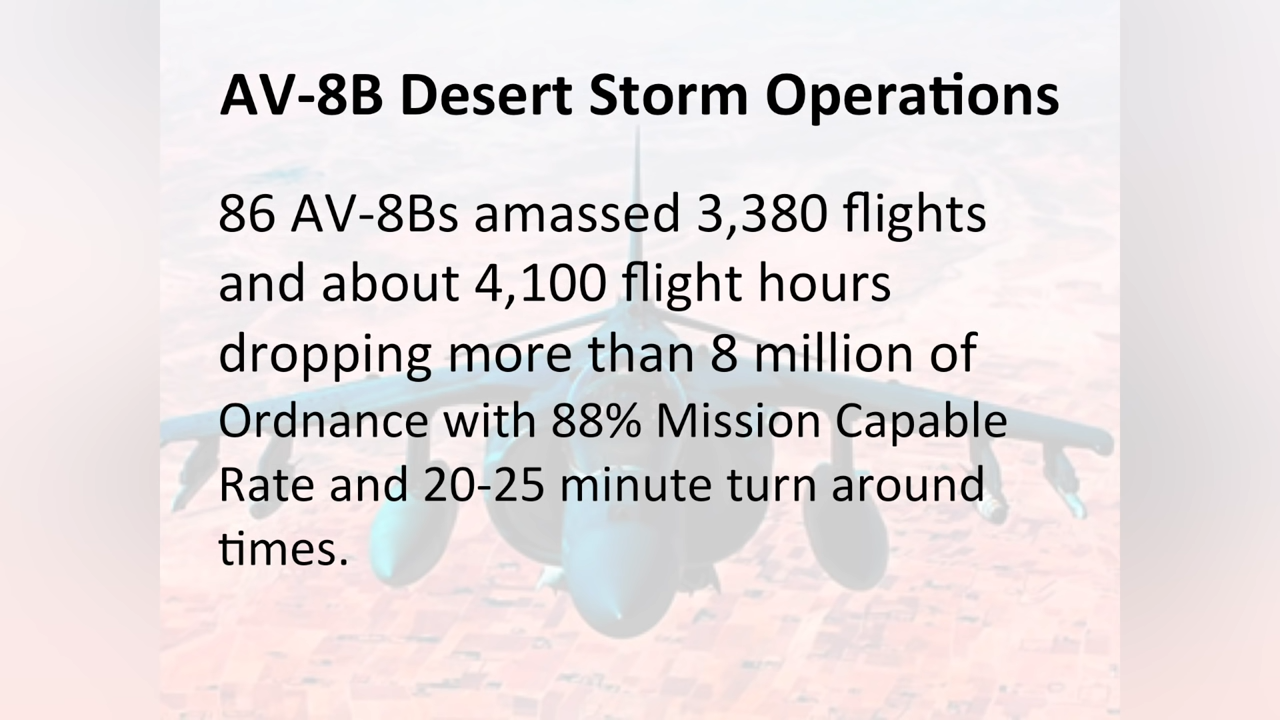 AV-8B Desert Storm Operations
86 AV-8Bs amassed 3,380 flights
and about 4,100 flight hours
dropping more than 8 million of
Ordnance with 88% Mission Capable
Rate and 20-25 minute turn around
times.